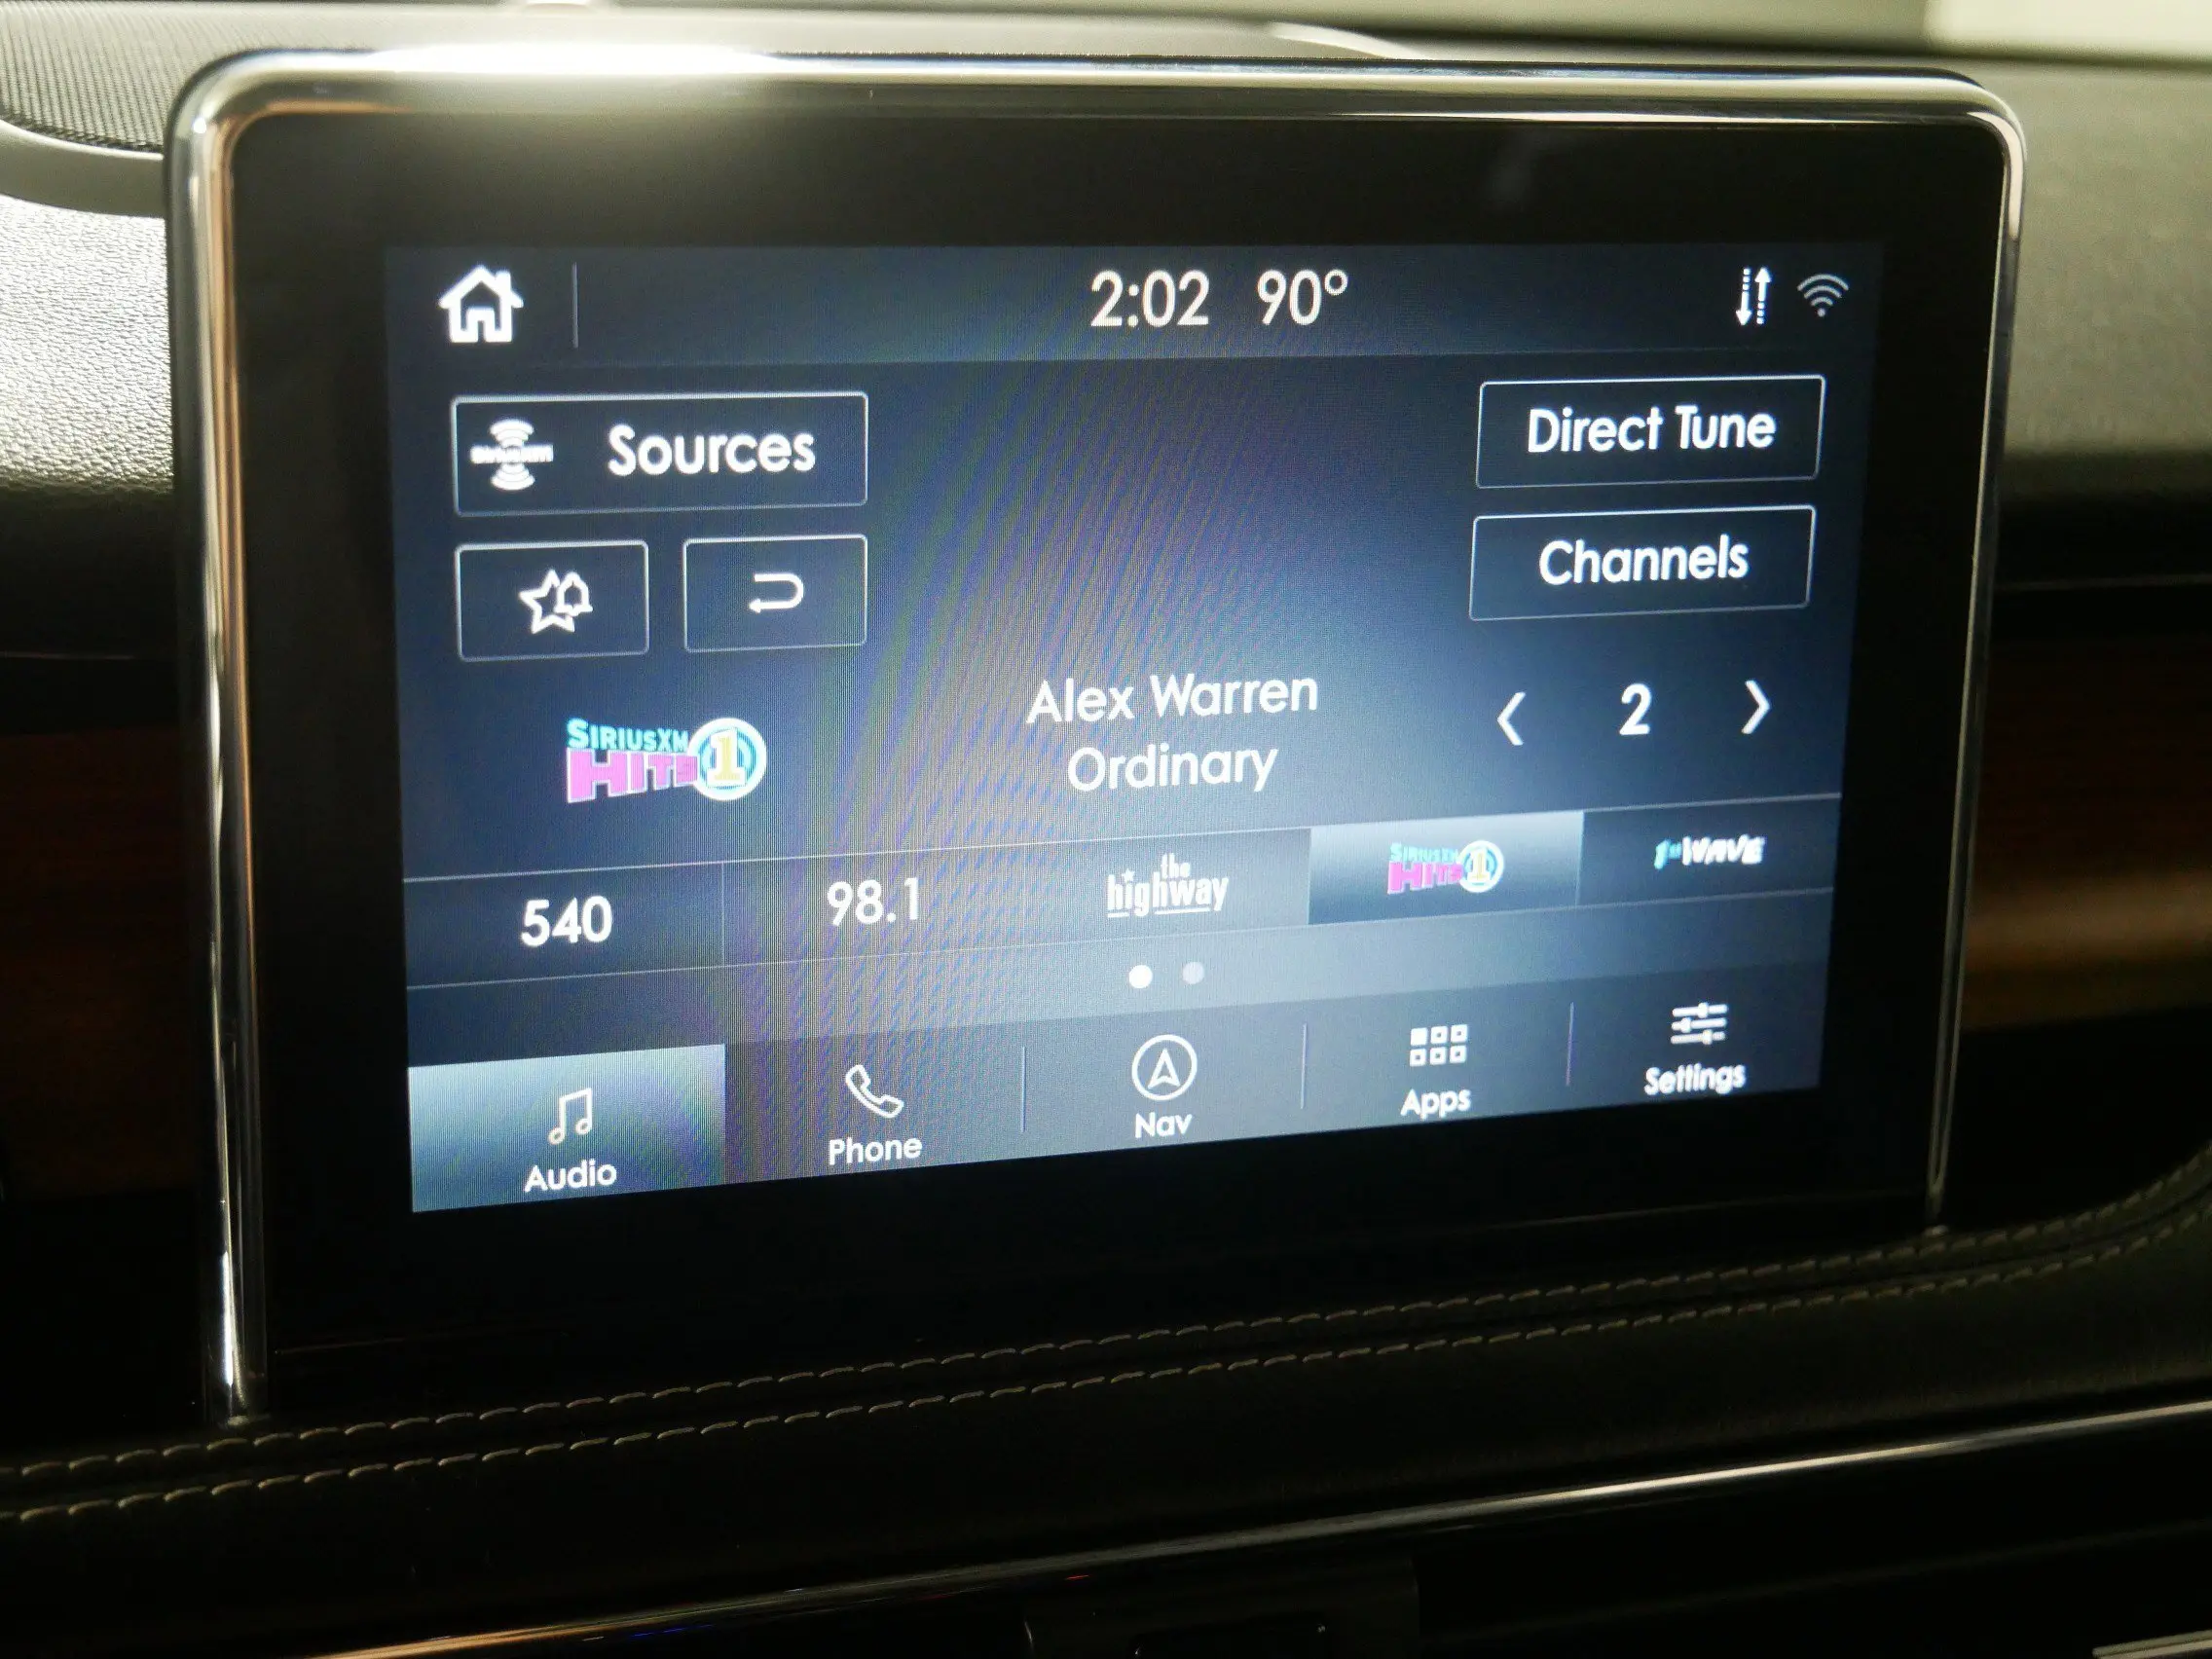 2:02 90°
Sources
Direct Tune
Channels
Alex Warren
Ordinary
2
SIRIUSXM
HITS 1
540
98.1
the
highway
SIRIUSXM
HITS 1
1st WAVE
Audio
Phone
Nav
Apps
Settings